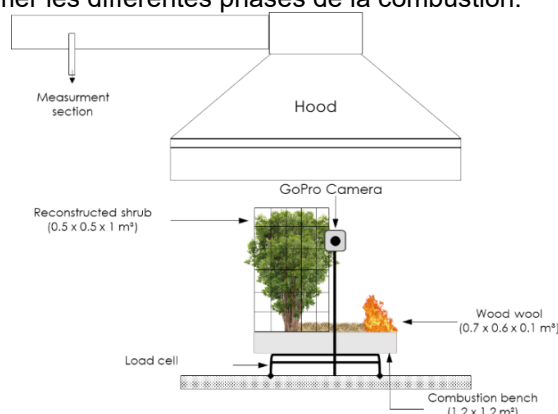 les différentes phases de la combustion.
Measurment
section
Hood
GoPro Camera
Reconstructed shrub
(0.5 x 0.5 x 1 m³)
Wood wool
(0.7 x 0.6 x 0.1 m³)
Load cell
Combustion bench
(1.2 x 1.2 m²)